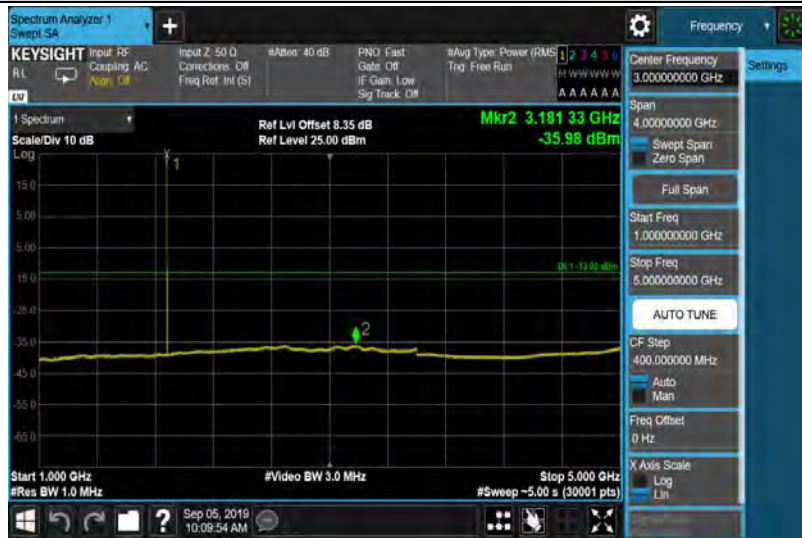 Spectrum Analyzer 1
Swept SA
Frequency
KEYSIGHT
Input: RF
Input Z: 50 Ω
#Atten: 40 dB
PNO: Fast
#Avg Type: Power (RMS
1 2 3 4 5 6
RL
Coupling: AC
Corrections: Off
Gate: Off
Trig: Free Run
M W W W W W
Align: Off
Freq Ref: Int (S)
IF Gain: Low
A A A A A A
LXI
Sig Track: Off
Center Frequency
3.000000000 GHz
Settings
1 Spectrum
Ref Lvl Offset 8.35 dB
Mkr2 3.181 33 GHz
Scale/Div 10 dB
Ref Level 25.00 dBm
-35.98 dBm
Log
1
15.0
5.00
-5.00
-15.0
DL1 -13.00 dBm
-25.0
-35.0
2
-45.0
-55.0
-65.0
Start 1.000 GHz
#Video BW 3.0 MHz
Stop 5.000 GHz
#Res BW 1.0 MHz
#Sweep ~5.00 s (30001 pts)
Span
4.00000000 GHz
Swept Span
Zero Span
Full Span
Start Freq
1.000000000 GHz
Stop Freq
5.000000000 GHz
AUTO TUNE
CF Step
400.000000 MHz
Auto
Man
Freq Offset
0 Hz
X Axis Scale
Log
Lin
?
Sep 05, 2019
10:09:54 AM